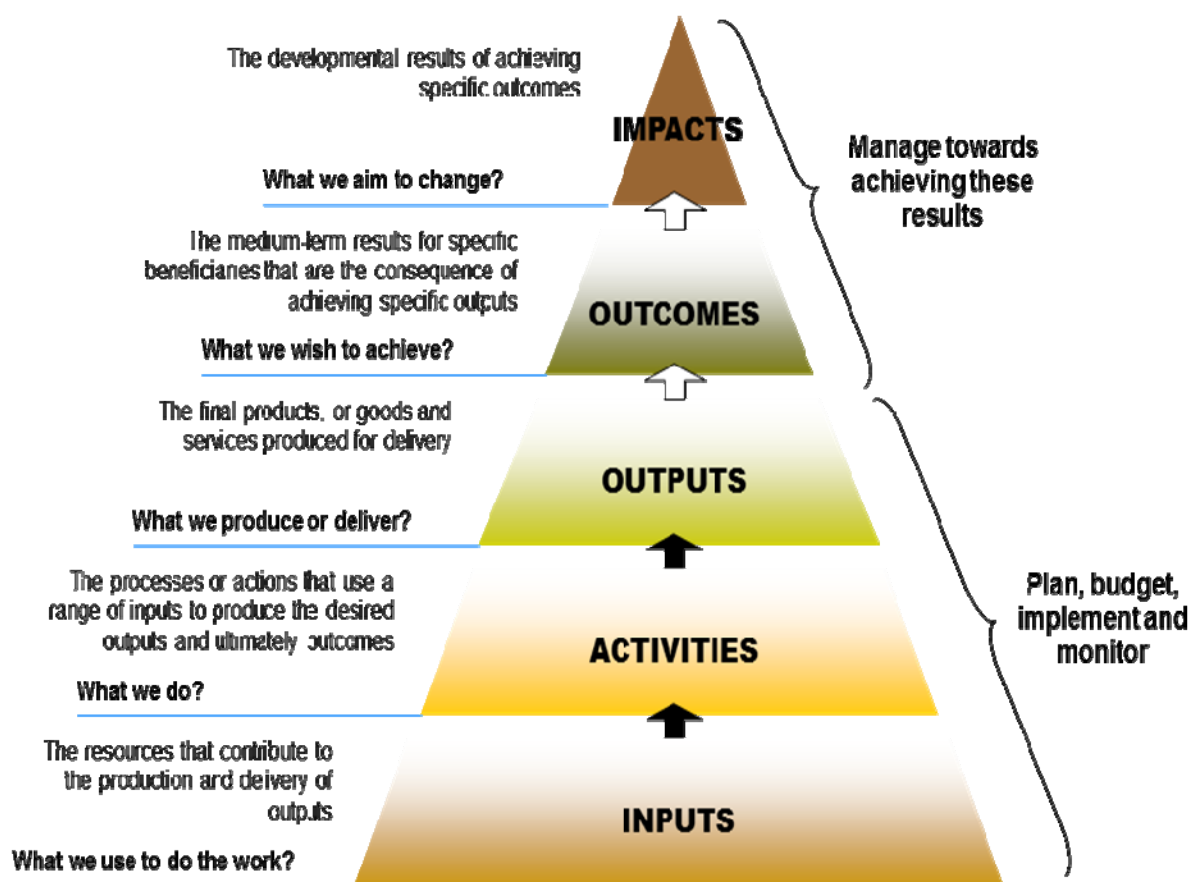 The developmental results of achieving
specific outcomes
IMPACTS
What we aim to change?
Manage towards
achieving these
results
The medium-term results for specific
beneficiaries that are the consequence of
achieving specific outputs
OUTCOMES
What we wish to achieve?
The final products, or goods and
services produced for delivery
OUTPUTS
What we produce or deliver?
The processes or actions that use a
range of inputs to produce the desired
outputs and ultimately outcomes
ACTIVITIES
What we do?
Plan, budget,
implement and
monitor
The resources that contribute to
the production and delivery of
outputs
INPUTS
What we use to do the work?